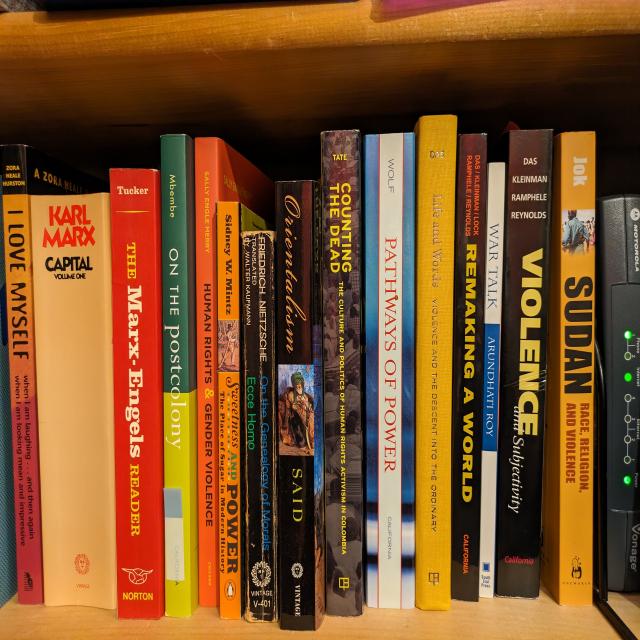 ZORA
NEALE
HURSTON
I LOVE MYSELF
when I am laughing... and then again
when I am looking mean and impressive
A ZORA NEALE
KARL
MARX
CAPITAL
VOLUME ONE
VINTAGE
Tucker
THE Marx-Engels READER
NORTON
Mbembe
ON THE postcolony
CALIFORNIA
SALLY ENGLE MERRY
HUMAN RIGHTS & GENDER VIOLENCE
Sidney W. Mintz
Sweetness AND POWER
The Place of Sugar in Modern History
FRIEDRICH NIETZSCHE
TRANSLATED
BY WALTER KAUFMANN
On the Genealogy of Morals
Ecce Homo
VINTAGE
V-401
Orientalism
SAID
VINTAGE
TATE
COUNTING
THE DEAD
THE CULTURE AND POLITICS OF HUMAN RIGHTS ACTIVISM IN COLOMBIA
WOLF
PATHWAYS OF POWER
CALIFORNIA
DAS
Life and Words
VIOLENCE AND THE DESCENT INTO THE ORDINARY
DAS / KLEINMAN / LOCK
RAMPHELE / REYNOLDS
REMAKING A WORLD
CALIFORNIA
WAR TALK
ARUNDHATI ROY
South
End
Press
DAS
KLEINMAN
RAMPHELE
REYNOLDS
VIOLENCE
and Subjectivity
California
Jok
SUDAN
RACE, RELIGION,
AND VIOLENCE
ONEWORLD
MOTOROLA
Vonage